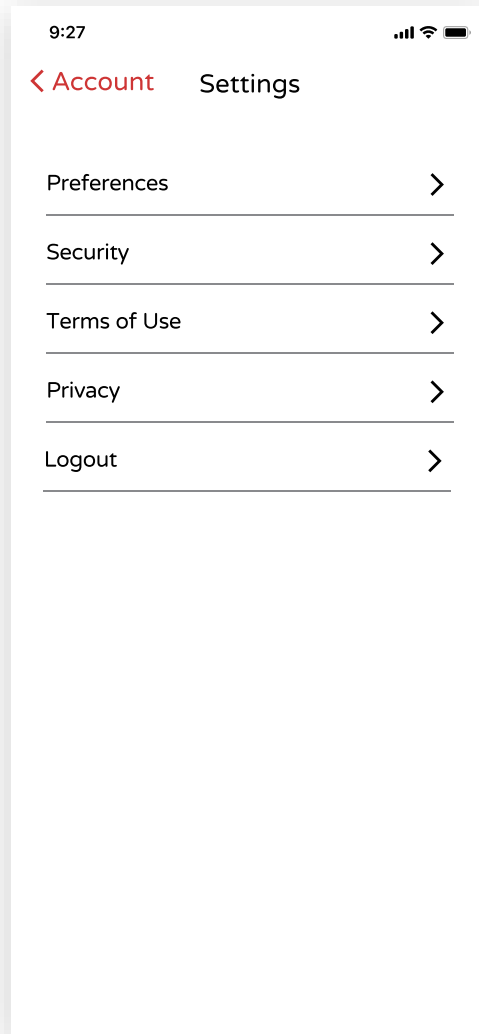 9:27
Account Settings
Preferences
Security
Terms of Use
Privacy
Logout